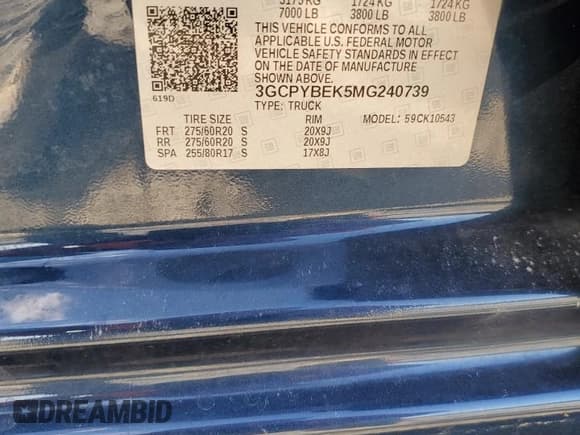 3175 KG 1724 KG 1724 KG
7000 LB 3800 LB 3800 LB
THIS VEHICLE CONFORMS TO ALL
APPLICABLE U.S. FEDERAL MOTOR
VEHICLE SAFETY STANDARDS IN EFFECT
ON THE DATE OF MANUFACTURE
SHOWN ABOVE.
619D
3GCPYBEK5MG240739
TYPE: TRUCK
TIRE SIZE RIM MODEL: 59CK10543
FRT 275/60R20 S 20X9J
RR 275/60R20 S 20X9J
SPA 255/80R17 S 17X8J
DREAMBID